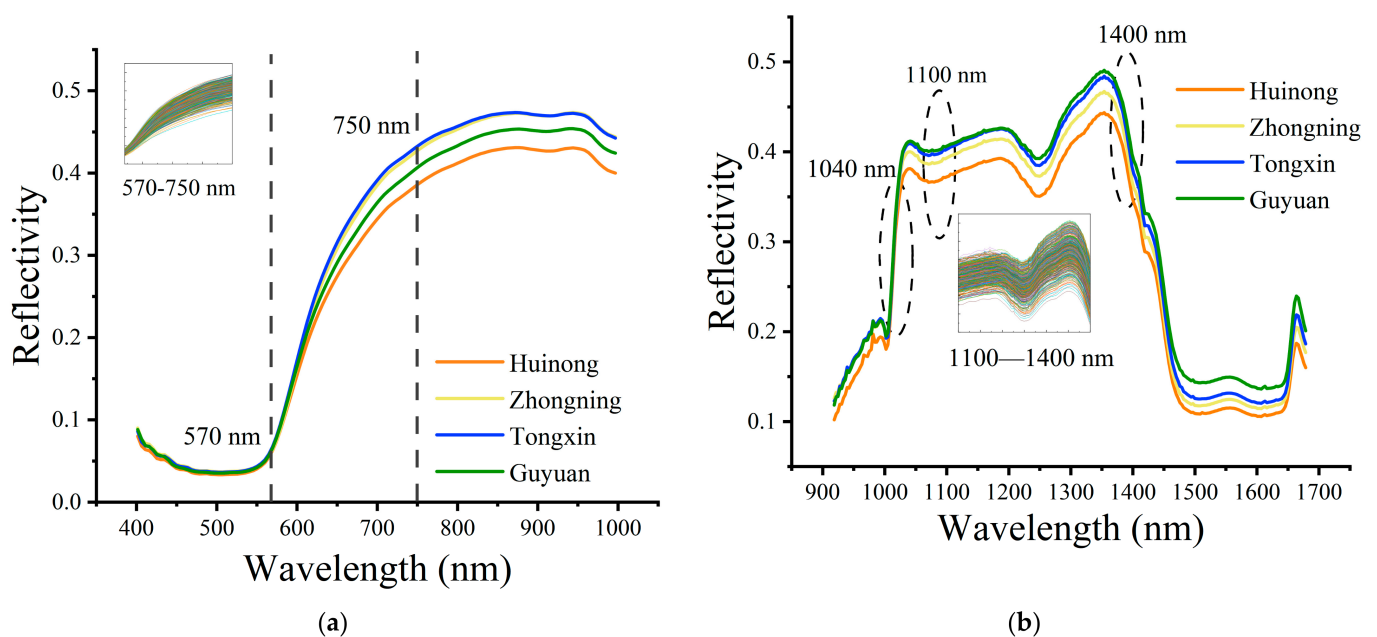 Reflectivity
0.5
0.4
0.3
0.2
0.1
0.0
570-750 nm
750 nm
570 nm
Huinong
Zhongning
Tongxin
Guyuan
400 500 600 700 800 900 1000
Wavelength (nm)
(a)
Reflectivity
0.5
0.4
0.3
0.2
0.1
1400 nm
1100 nm
1040 nm
Huinong
Zhongning
Tongxin
Guyuan
1100—1400 nm
900 1000 1100 1200 1300 1400 1500 1600 1700
Wavelength (nm)
(b)